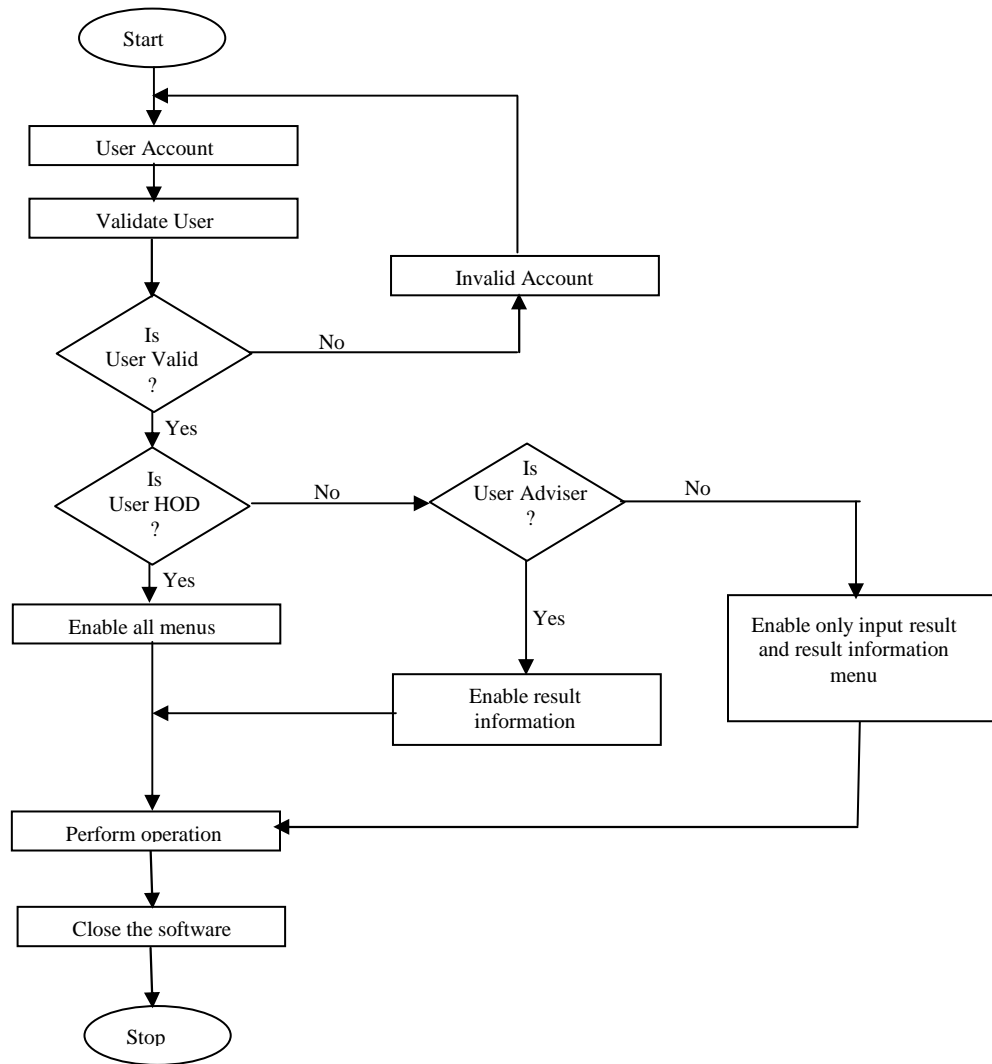 Start
User Account
Validate User
Invalid Account
Is
User Valid
?
No
Yes
Is
User HOD
?
No
Is
User Adviser
?
No
Yes
Enable all menus
Yes
Enable only input result
and result information
menu
Enable result
information
Perform operation
Close the software
Stop